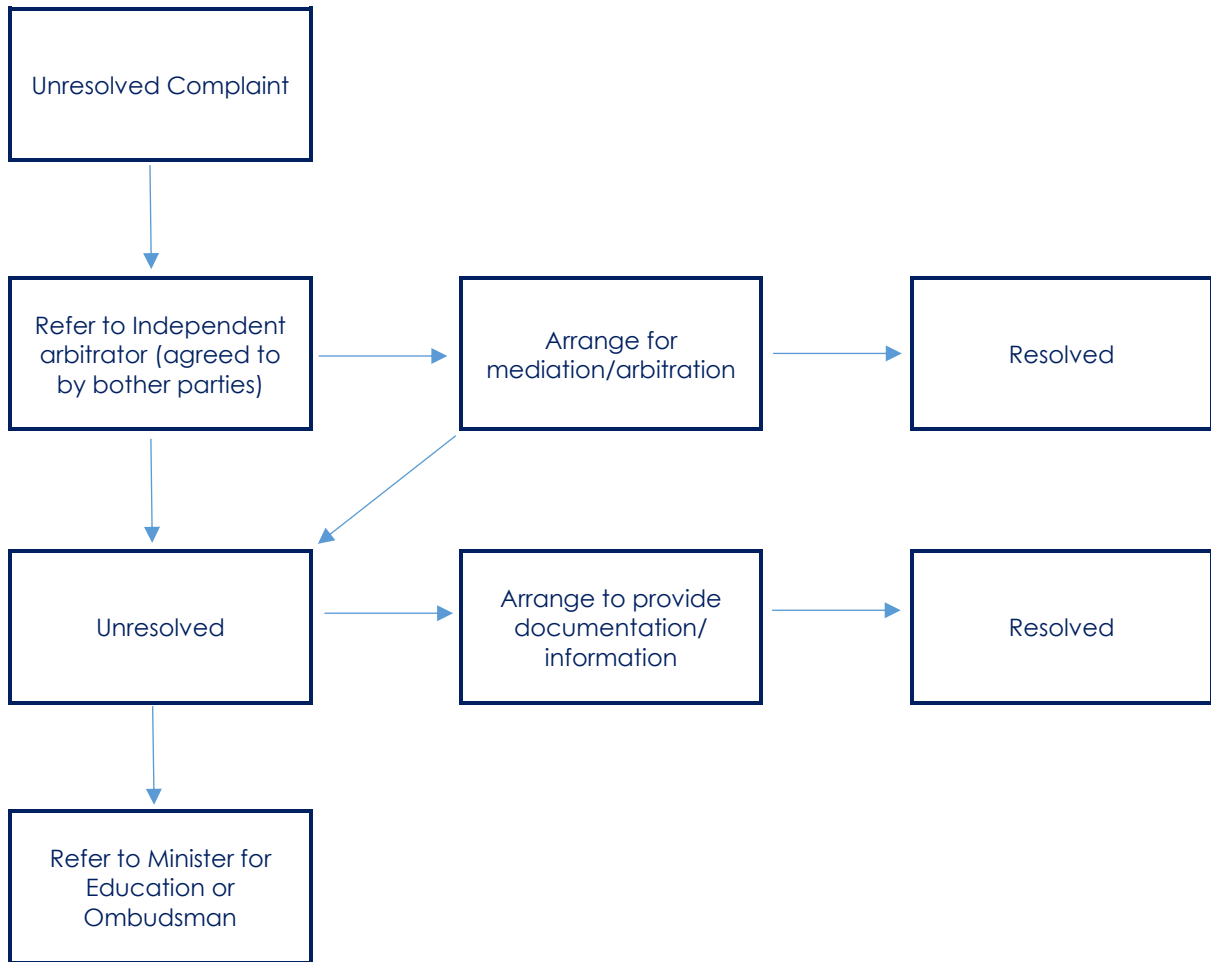 Unresolved Complaint
Refer to Independent
arbitrator (agreed to
by bother parties)
Arrange for
mediation/arbitration
Resolved
Unresolved
Arrange to provide
documentation/
information
Resolved
Refer to Minister for
Education or
Ombudsman